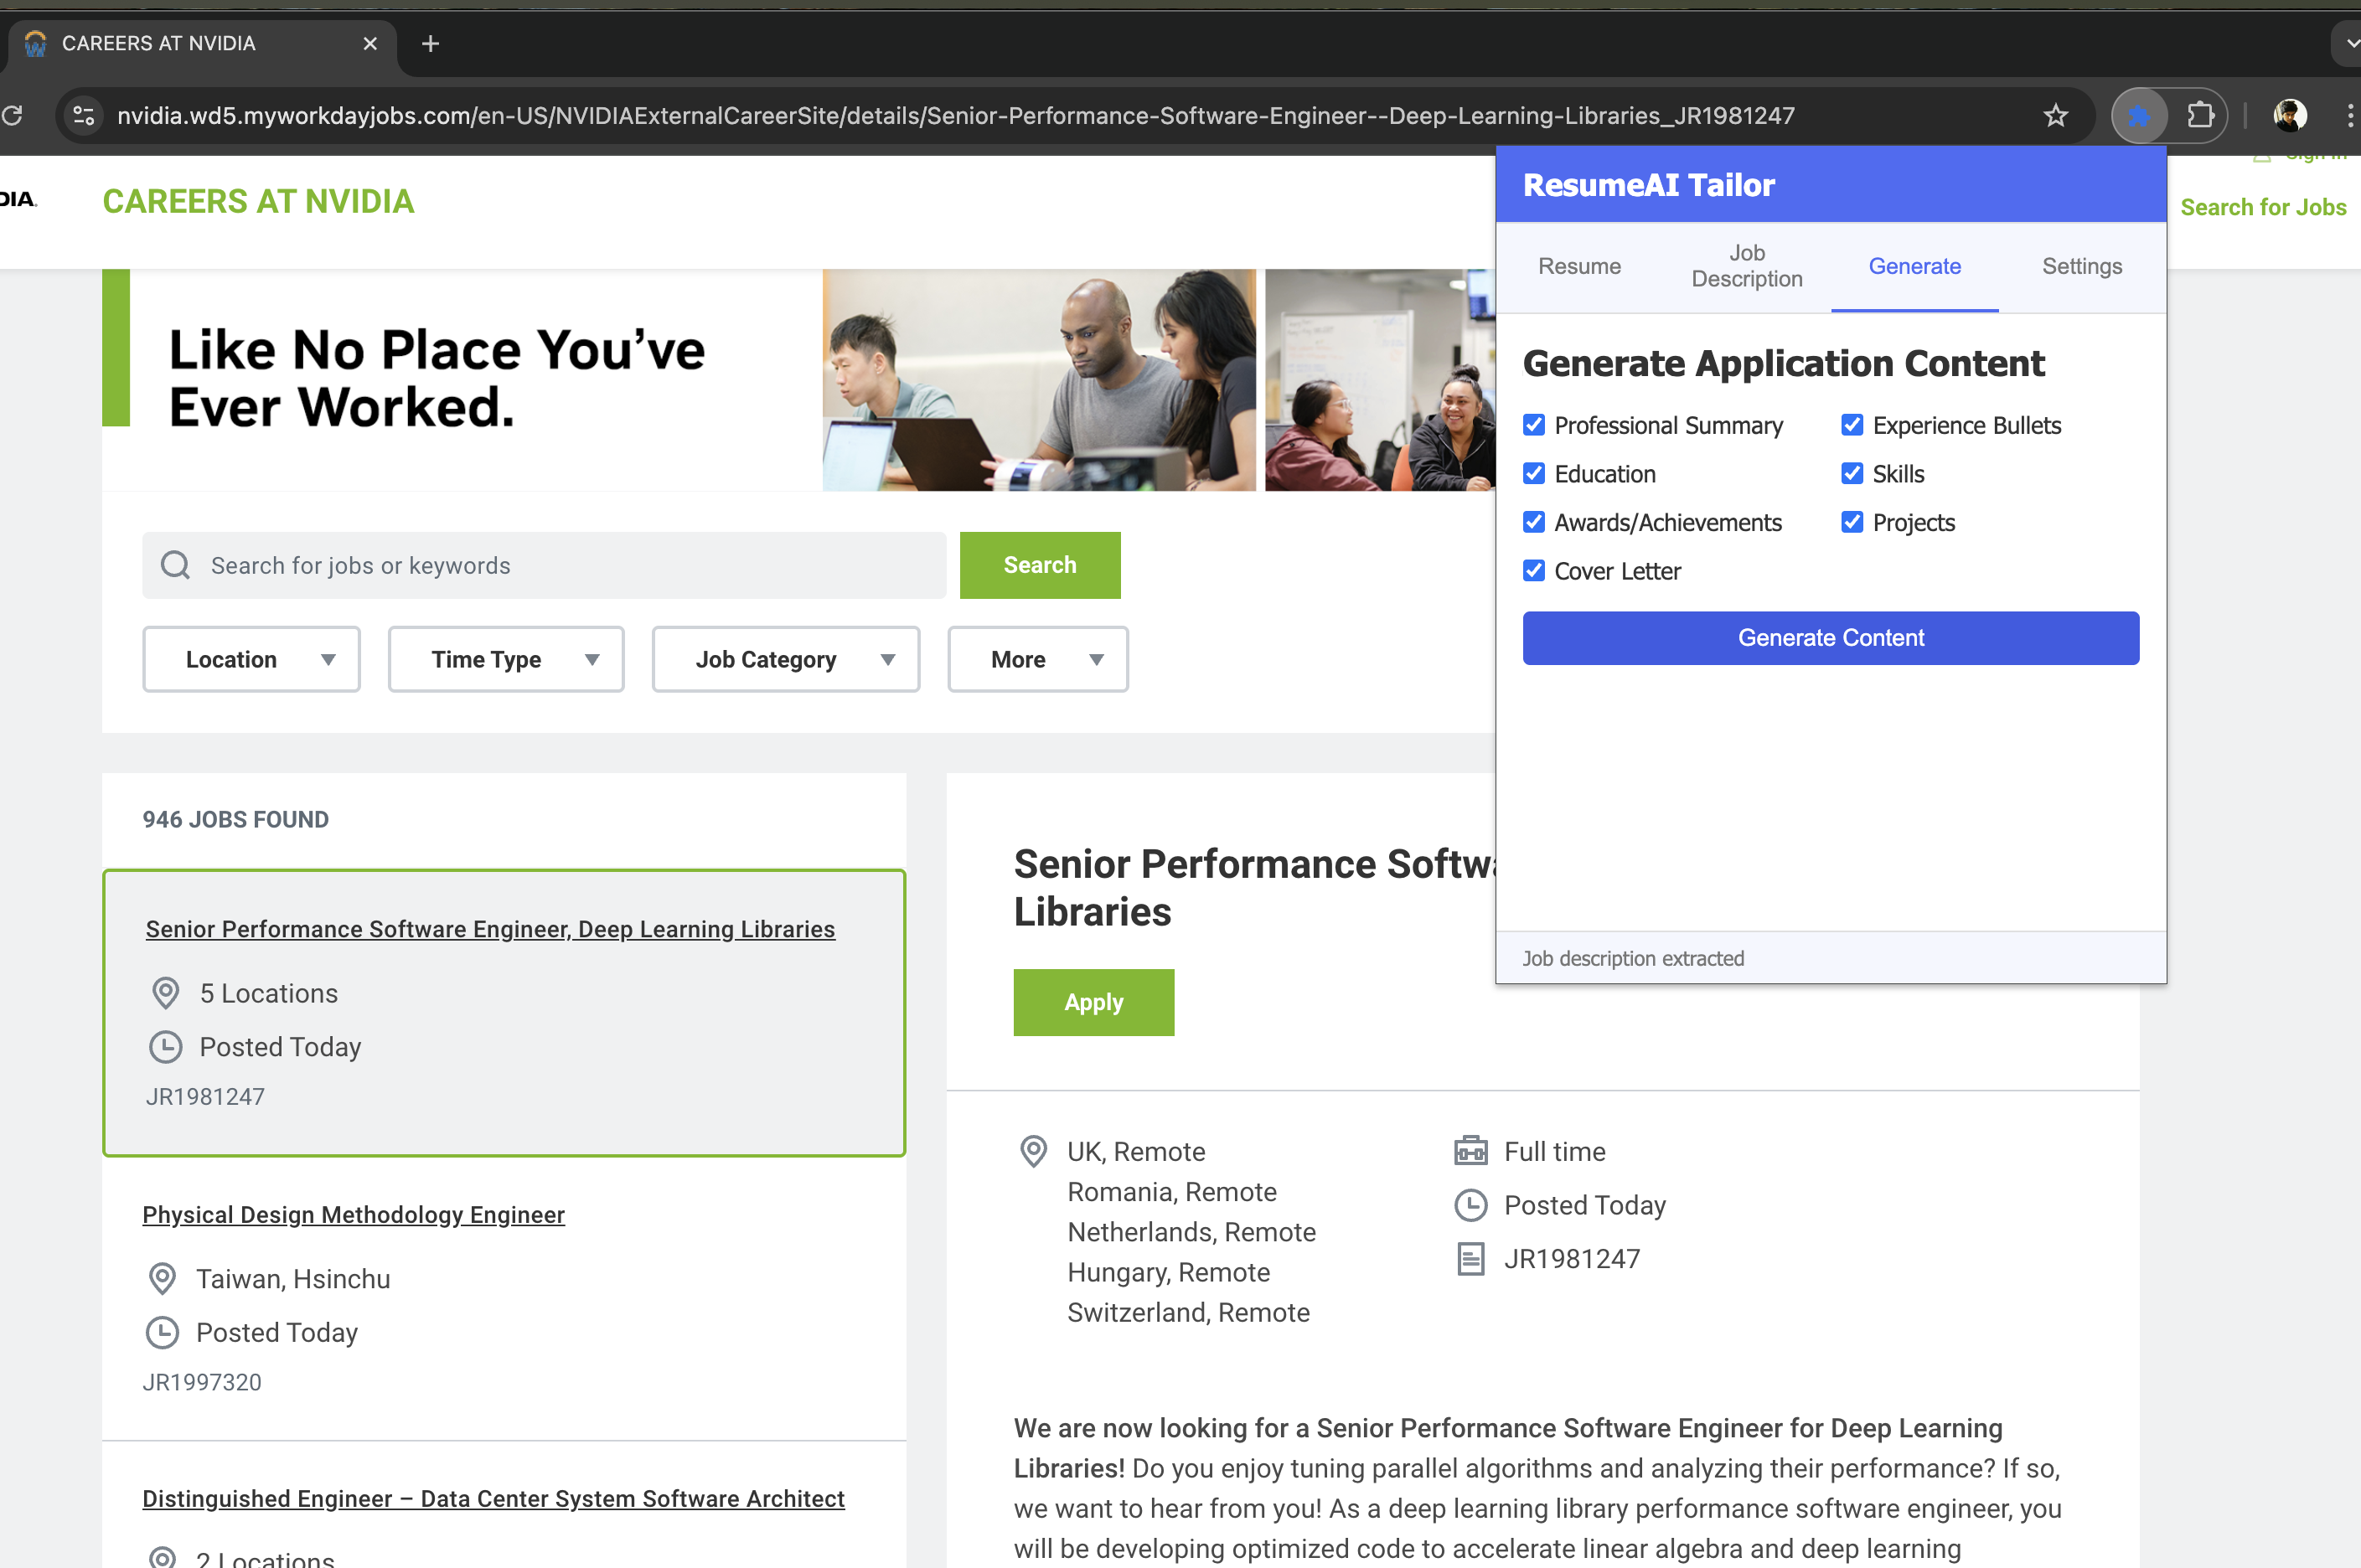 CAREERS AT NVIDIA
nvidia.wd5.myworkdayjobs.com/en-US/NVIDIAExternalCareerSite/details/Senior-Performance-Software-Engineer--Deep-Learning-Libraries_JR1981247
DIA.
CAREERS AT NVIDIA
Sign In
Search for Jobs
Like No Place You’ve
Ever Worked.
Search for jobs or keywords
Search
Location
Time Type
Job Category
More
ResumeAI Tailor
Resume
Job
Description
Generate
Settings
Generate Application Content
Professional Summary
Experience Bullets
Education
Skills
Awards/Achievements
Projects
Cover Letter
Generate Content
Job description extracted
946 JOBS FOUND
Senior Performance Software Engineer, Deep Learning Libraries
5 Locations
Posted Today
JR1981247
Physical Design Methodology Engineer
Taiwan, Hsinchu
Posted Today
JR1997320
Distinguished Engineer – Data Center System Software Architect
2 Locations
Senior Performance Softwa
Libraries
Apply
UK, Remote
Romania, Remote
Netherlands, Remote
Hungary, Remote
Switzerland, Remote
Full time
Posted Today
JR1981247
We are now looking for a Senior Performance Software Engineer for Deep Learning
Libraries! Do you enjoy tuning parallel algorithms and analyzing their performance? If so,
we want to hear from you! As a deep learning library performance software engineer, you
will be developing optimized code to accelerate linear algebra and deep learning